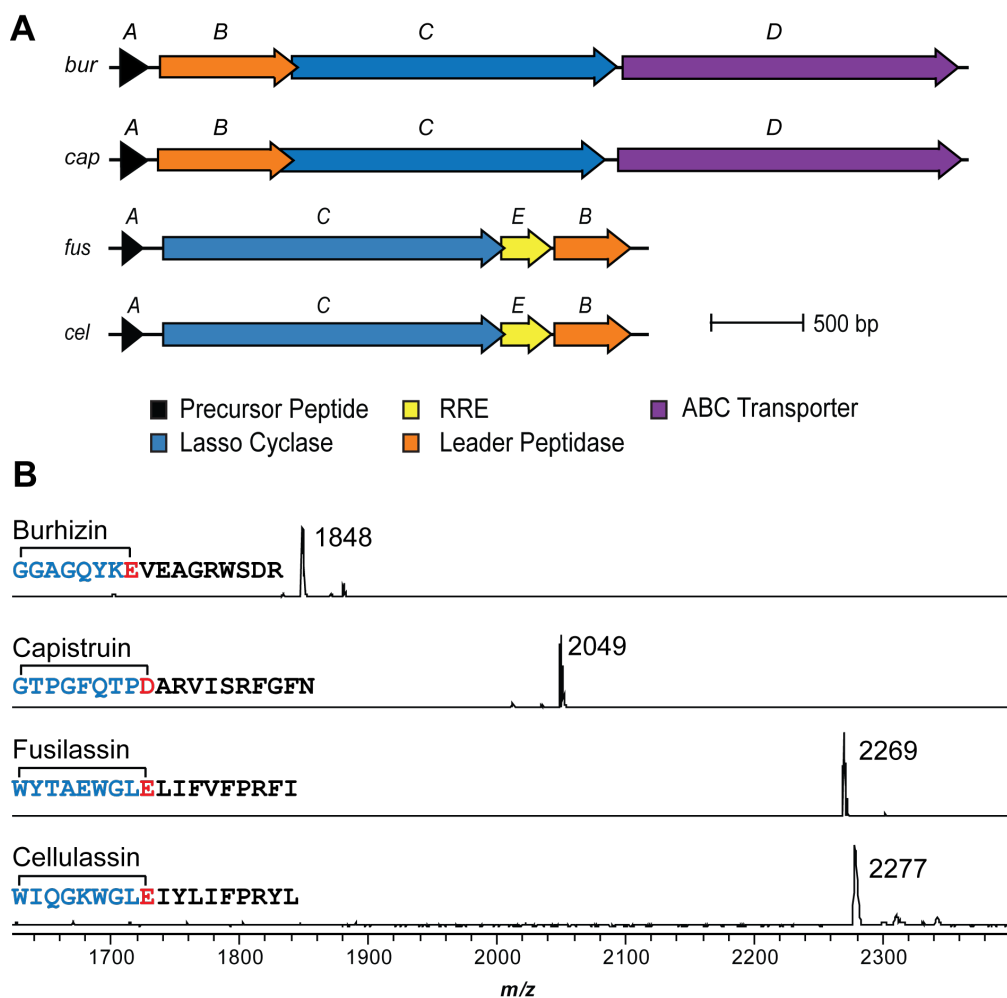 A
A B C D
bur
A B C D
cap
A C E B
fus
A C E B
cel
500 bp
Precursor Peptide RRE ABC Transporter
Lasso Cyclase Leader Peptidase
B
Burhizin
1848
GGAGQYKEVEAGRWSDR
Capistruin
2049
GTPGFQTPDARVISRFGFN
Fusilassin
2269
WYTAEWGLELIFVFPRFI
Cellulassin
2277
WIQGKWGLEIYLIFPRYL
1700 1800 1900 2000 2100 2200 2300
m/z